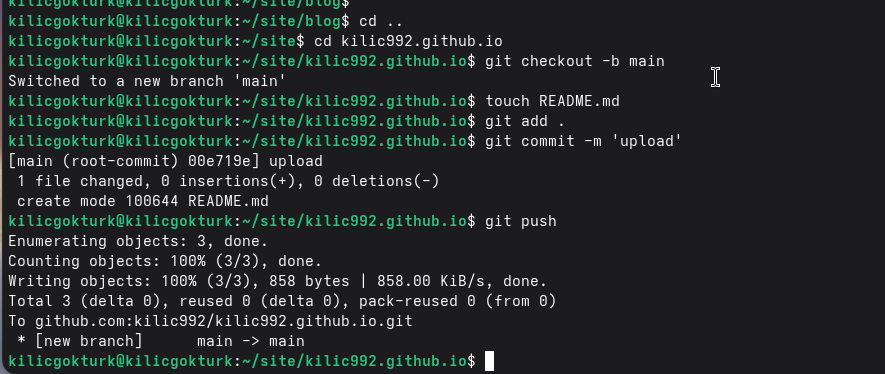 kilicgokturk@kilicgokturk:~/site/blog$
kilicgokturk@kilicgokturk:~/site/blog$ cd ..
kilicgokturk@kilicgokturk:~/site$ cd kilic992.github.io
kilicgokturk@kilicgokturk:~/site/kilic992.github.io$ git checkout -b main
Switched to a new branch 'main'
kilicgokturk@kilicgokturk:~/site/kilic992.github.io$ touch README.md
kilicgokturk@kilicgokturk:~/site/kilic992.github.io$ git add .
kilicgokturk@kilicgokturk:~/site/kilic992.github.io$ git commit -m 'upload'
[main (root-commit) 00e719e] upload
 1 file changed, 0 insertions(+), 0 deletions(-)
 create mode 100644 README.md
kilicgokturk@kilicgokturk:~/site/kilic992.github.io$ git push
Enumerating objects: 3, done.
Counting objects: 100% (3/3), done.
Writing objects: 100% (3/3), 858 bytes | 858.00 KiB/s, done.
Total 3 (delta 0), reused 0 (delta 0), pack-reused 0 (from 0)
To github.com:kilic992/kilic992.github.io.git
 * [new branch]      main -> main
kilicgokturk@kilicgokturk:~/site/kilic992.github.io$